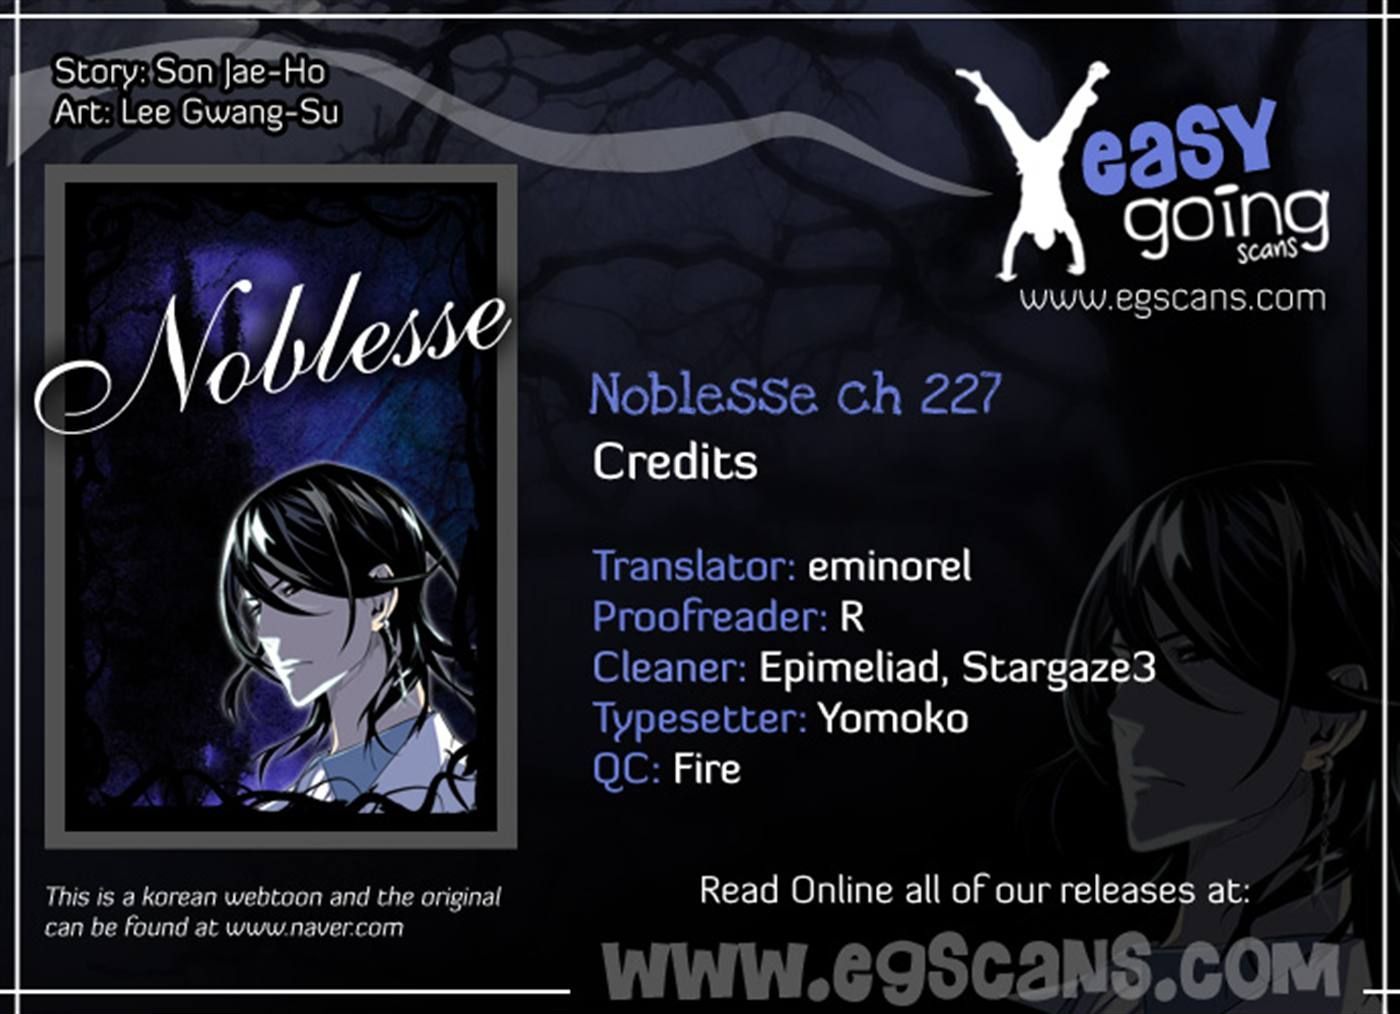 Story: Son Jae-Ho
Art: Lee Gwang-Su
easy
going
scans
www.egscans.com
Noblesse
Noblesse ch 227
Credits
Translator: eminorel
Proofreader: R
Cleaner: Epimeliad, Stargaze3
Typesetter: Yomoko
QC: Fire
This is a korean webtoon and the original
can be found at www.naver.com
Read Online all of our releases at:
www.egscans.com